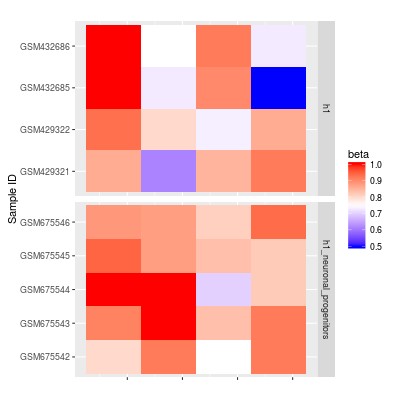 GSM432686
GSM432685
GSM429322
GSM429321
h1
GSM675546
GSM675545
GSM675544
GSM675543
GSM675542
h1_neuronal_progenitors
Sample ID
beta
1.0
0.9
0.8
0.7
0.6
0.5